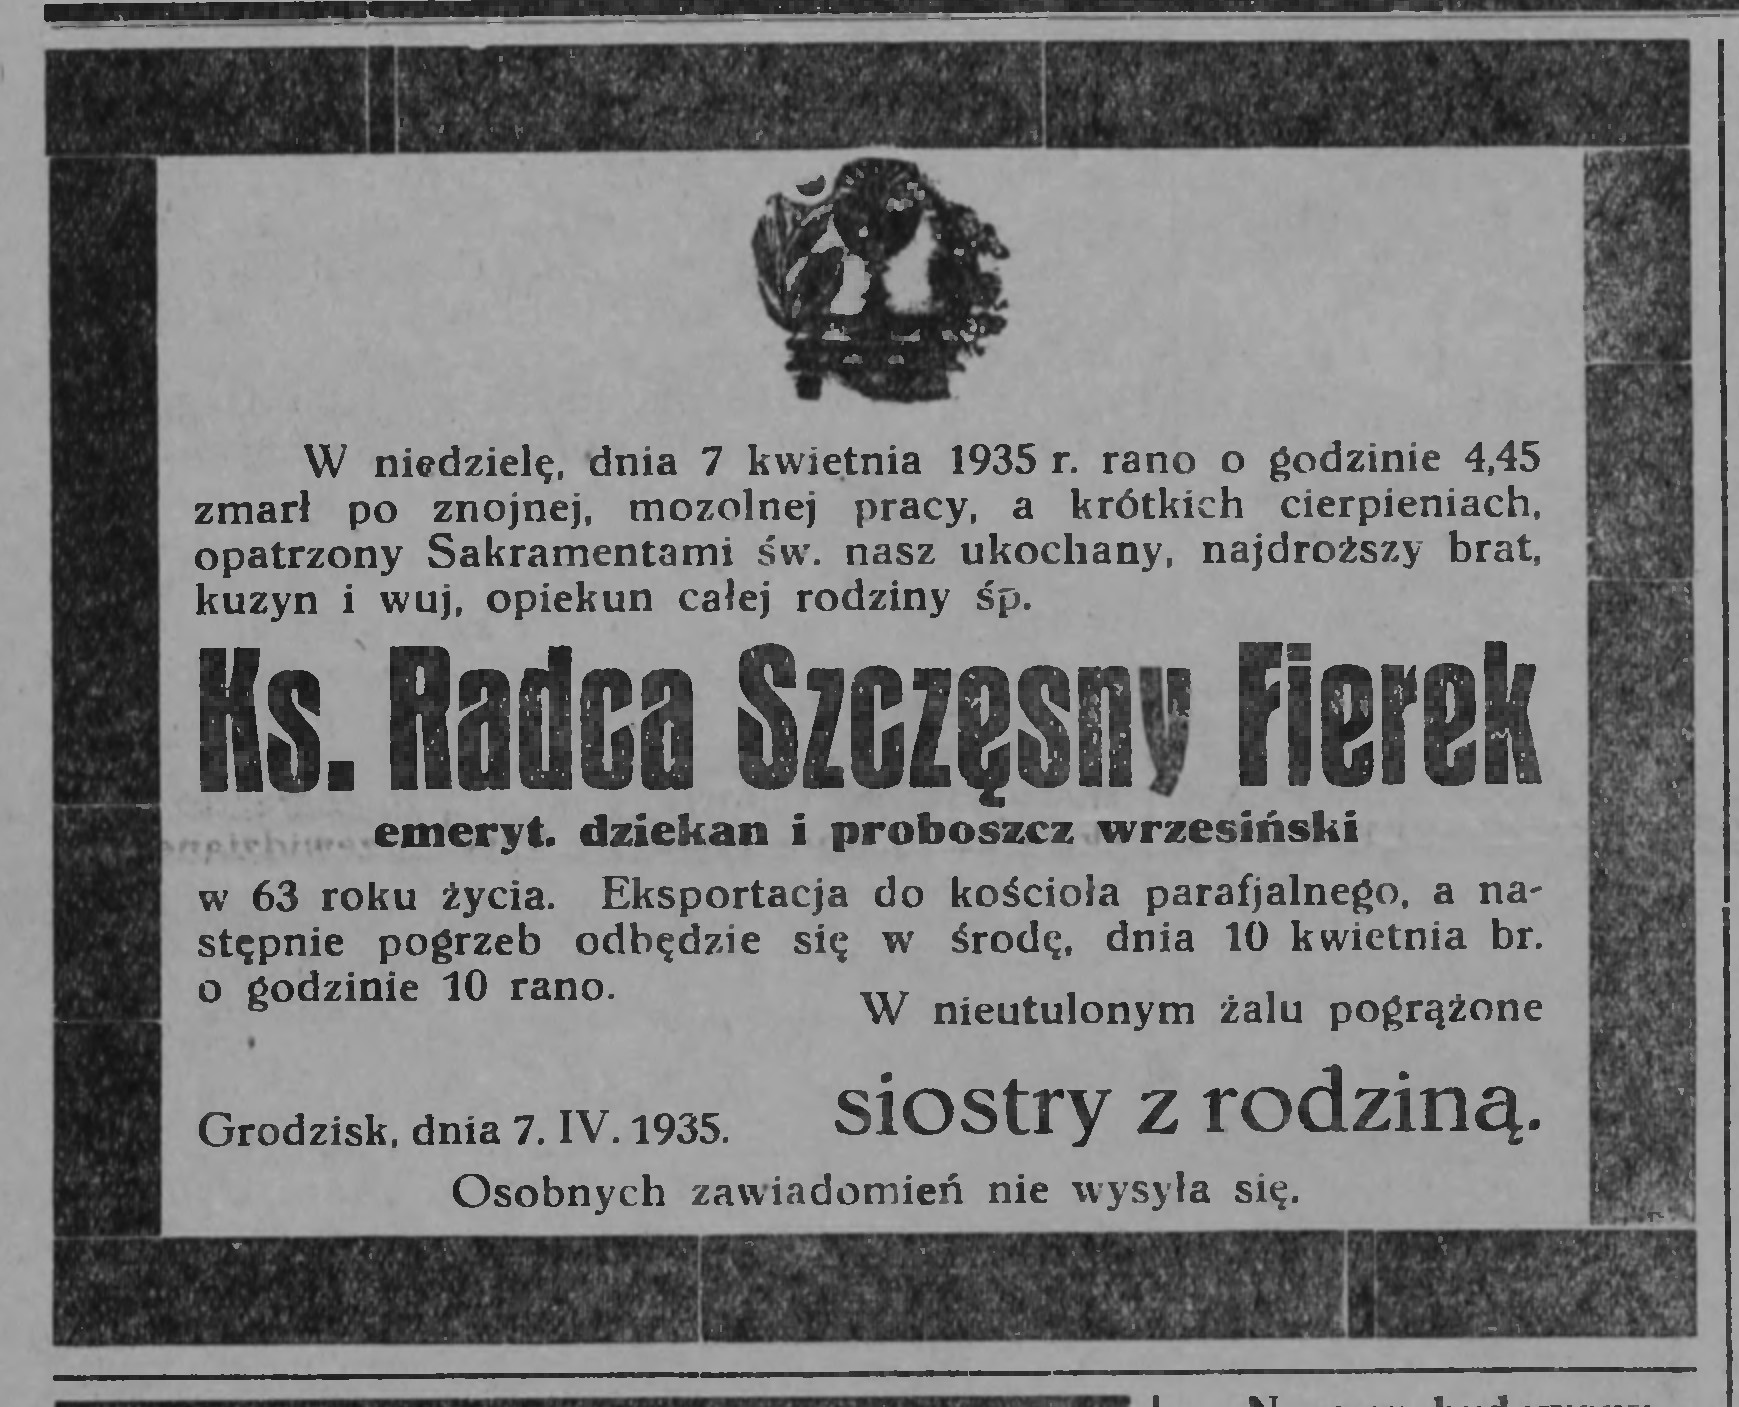 W niedzielę, dnia 7 kwietnia 1935 r. rano o godzinie 4,45
zmarł po znojnej, mozolnej pracy, a krótkich cierpieniach,
opatrzony Sakramentami św. nasz ukochany, najdroższy brat,
kuzyn i wuj, opiekun całej rodziny śp.
Ks. Radca Szczęsny Fierek
emeryt. dziekan i proboszcz wrzesiński
w 63 roku życia. Eksportacja do kościoła parafjalnego, a na-
stępnie pogrzeb odbędzie się w środę, dnia 10 kwietnia br.
o godzinie 10 rano.
W nieutulonym żalu pogrążone
siostry z rodziną.
Grodzisk, dnia 7. IV. 1935.
Osobnych zawiadomień nie wysyła się.